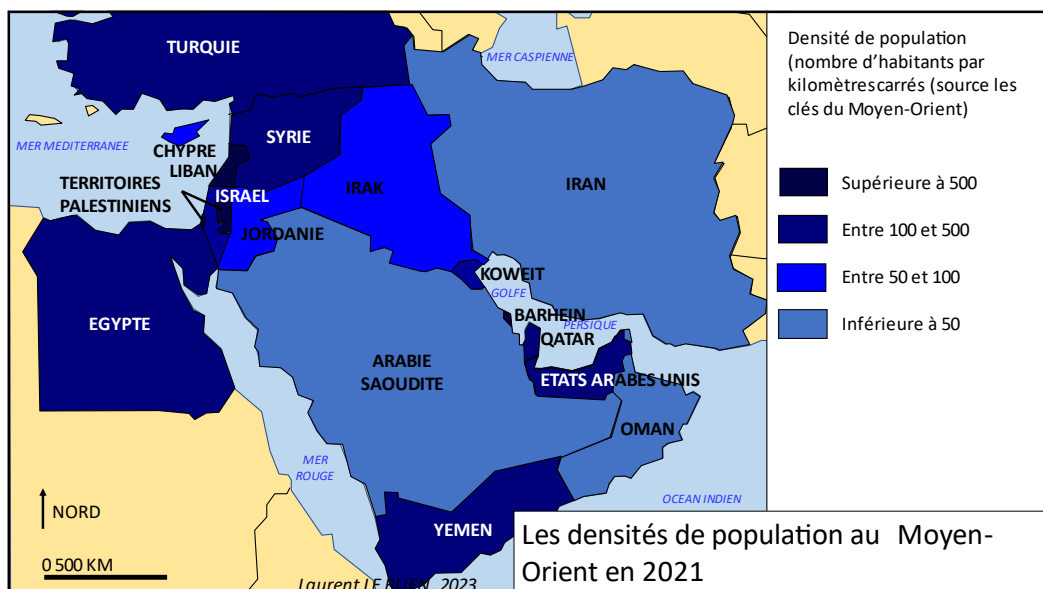 TURQUIE
MER CASPIENNE
MER MEDITERRANEE
CHYPRE
SYRIE
LIBAN
TERRITOIRES
PALESTINIENS
ISRAEL
IRAK
IRAN
JORDANIE
KOWEIT
GOLFE
BARHEIN
PERSIQUE
QATAR
EGYPTE
ARABIE
SAOUDITE
ETATS ARABES UNIS
OMAN
MER
ROUGE
OCEAN INDIEN
YEMEN
NORD
0 500 KM
Laurent LE 2023
Densité de population
(nombre d’habitants par
kilomètrescarrés (source les
clés du Moyen-Orient)
Supérieure à 500
Entre 100 et 500
Entre 50 et 100
Inférieure à 50
Les densités de population au Moyen-
Orient en 2021